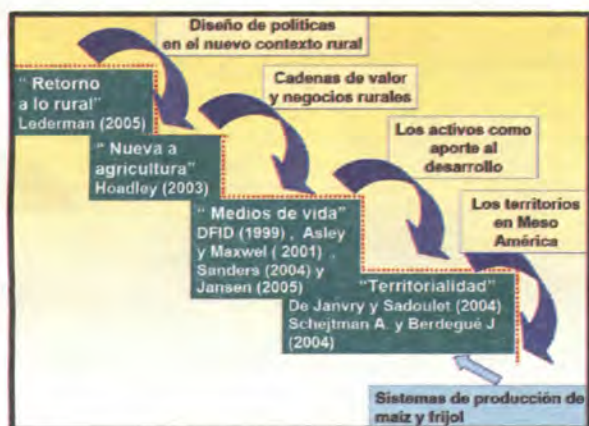 Diseño de políticas
en el nuevo contexto rural
“ Retorno
a lo rural”
Lederman (2005)
Cadenas de valor
y negocios rurales
“ Nueva a
agricultura”
Hoadley (2003)
Los activos como
aporte al
desarrollo
“ Medios de vida”
DFID (1999) , Asley
y Maxwel ( 2001) ,
Sanders (2004) y
Jansen (2005)
Los territorios
en Meso
América
“Territorialidad”
De Janvry y Sadoulet (2004)
Schejtman A. y Berdegué J
(2004)
Sistemas de producción de
maíz y frijol